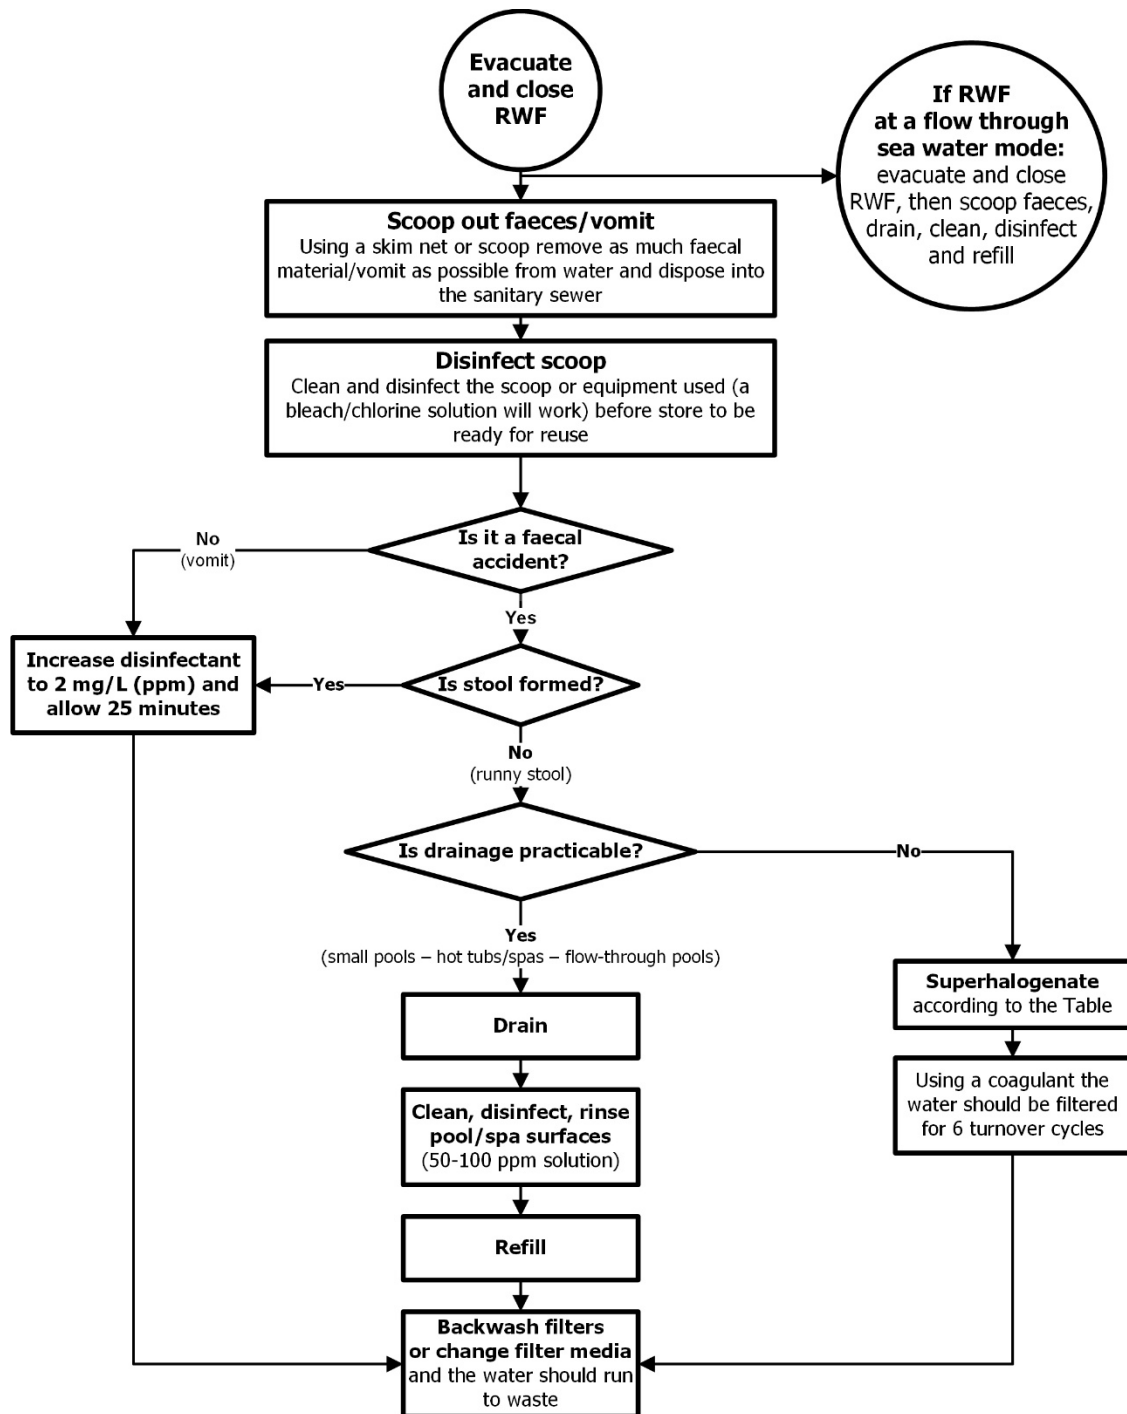 Evacuate
and close
RWF
If RWF
at a flow through
sea water mode:
evacuate and close
RWF, then scoop faeces,
drain, clean, disinfect
and refill
Scoop out faeces/vomit
Using a skim net or scoop remove as much faecal
material/vomit as possible from water and dispose into
the sanitary sewer
Disinfect scoop
Clean and disinfect the scoop or equipment used (a
bleach/chlorine solution will work) before store to be
ready for reuse
Is it a faecal
accident?
No
(vomit)
Yes
Increase disinfectant
to 2 mg/L (ppm) and
allow 25 minutes
Yes
Is stool formed?
No
(runny stool)
Is drainage practicable?
No
Yes
(small pools – hot tubs/spas – flow-through pools)
Superhalogenate
according to the Table
Drain
Using a coagulant the
water should be filtered
for 6 turnover cycles
Clean, disinfect, rinse
pool/spa surfaces
(50-100 ppm solution)
Refill
Backwash filters
or change filter media
and the water should run
to waste